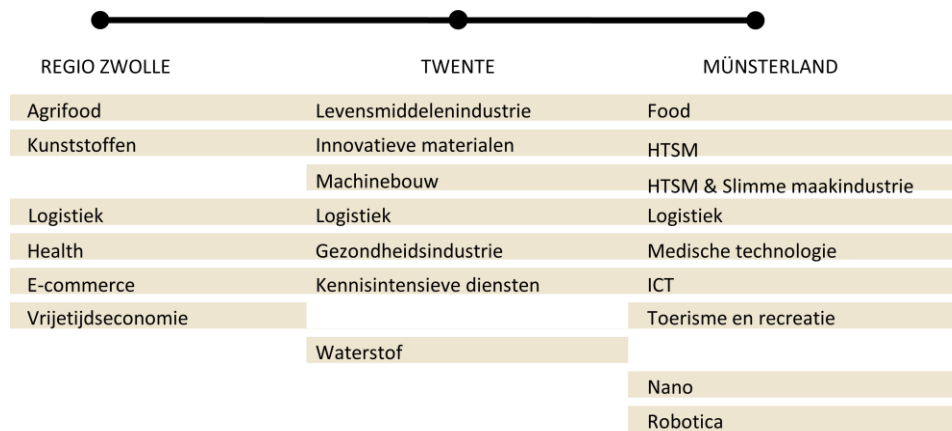 REGIO ZWOLLE TWENTE MÜNSTERLAND
Agrifood Levensmiddelenindustrie Food
Kunststoffen Innovatieve materialen HTSM
Machinebouw HTSM & Slimme maakindustrie
Logistiek Logistiek Logistiek
Health Gezondheidsindustrie Medische technologie
E-commerce Kennisintensieve diensten ICT
Vrijetijdseconomie Toerisme en recreatie
Waterstof
Nano
Robotica